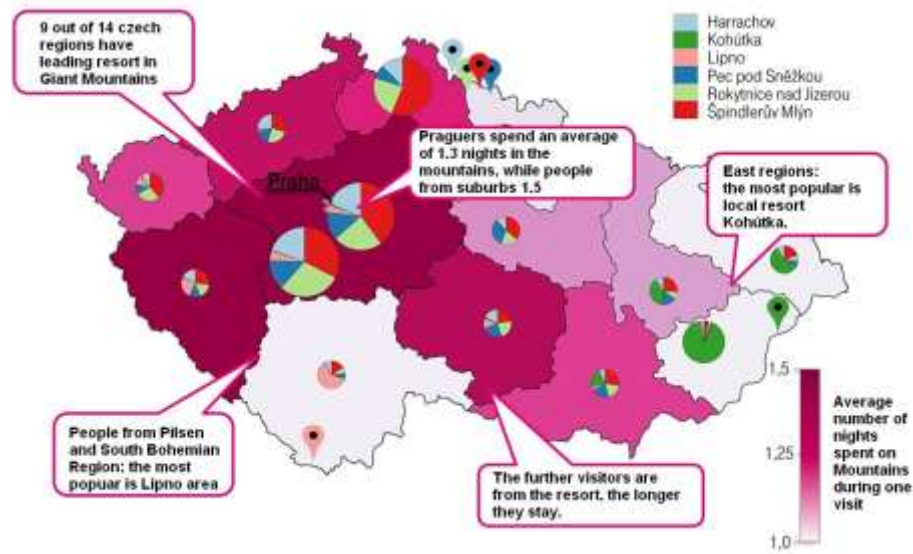 9 out of 14 czech
regions have
leading resort in
Giant Mountains
Harrachov
Kohútka
Lipno
Pec pod Sněžkou
Rokytnice nad Jizerou
Špindlerův Mlýn
Praguers spend an average
of 1.3 nights in the
mountains, while people
from suburbs 1.5
Praha
East regions:
the most popular is
local resort
Kohútka.
People from Pilsen
and South Bohemian
Region: the most
popuar is Lipno area
The further visitors are
from the resort, the longer
they stay.
1,5
1,25
1,0
Average
number of
nights
spent on
Mountains
during one
visit